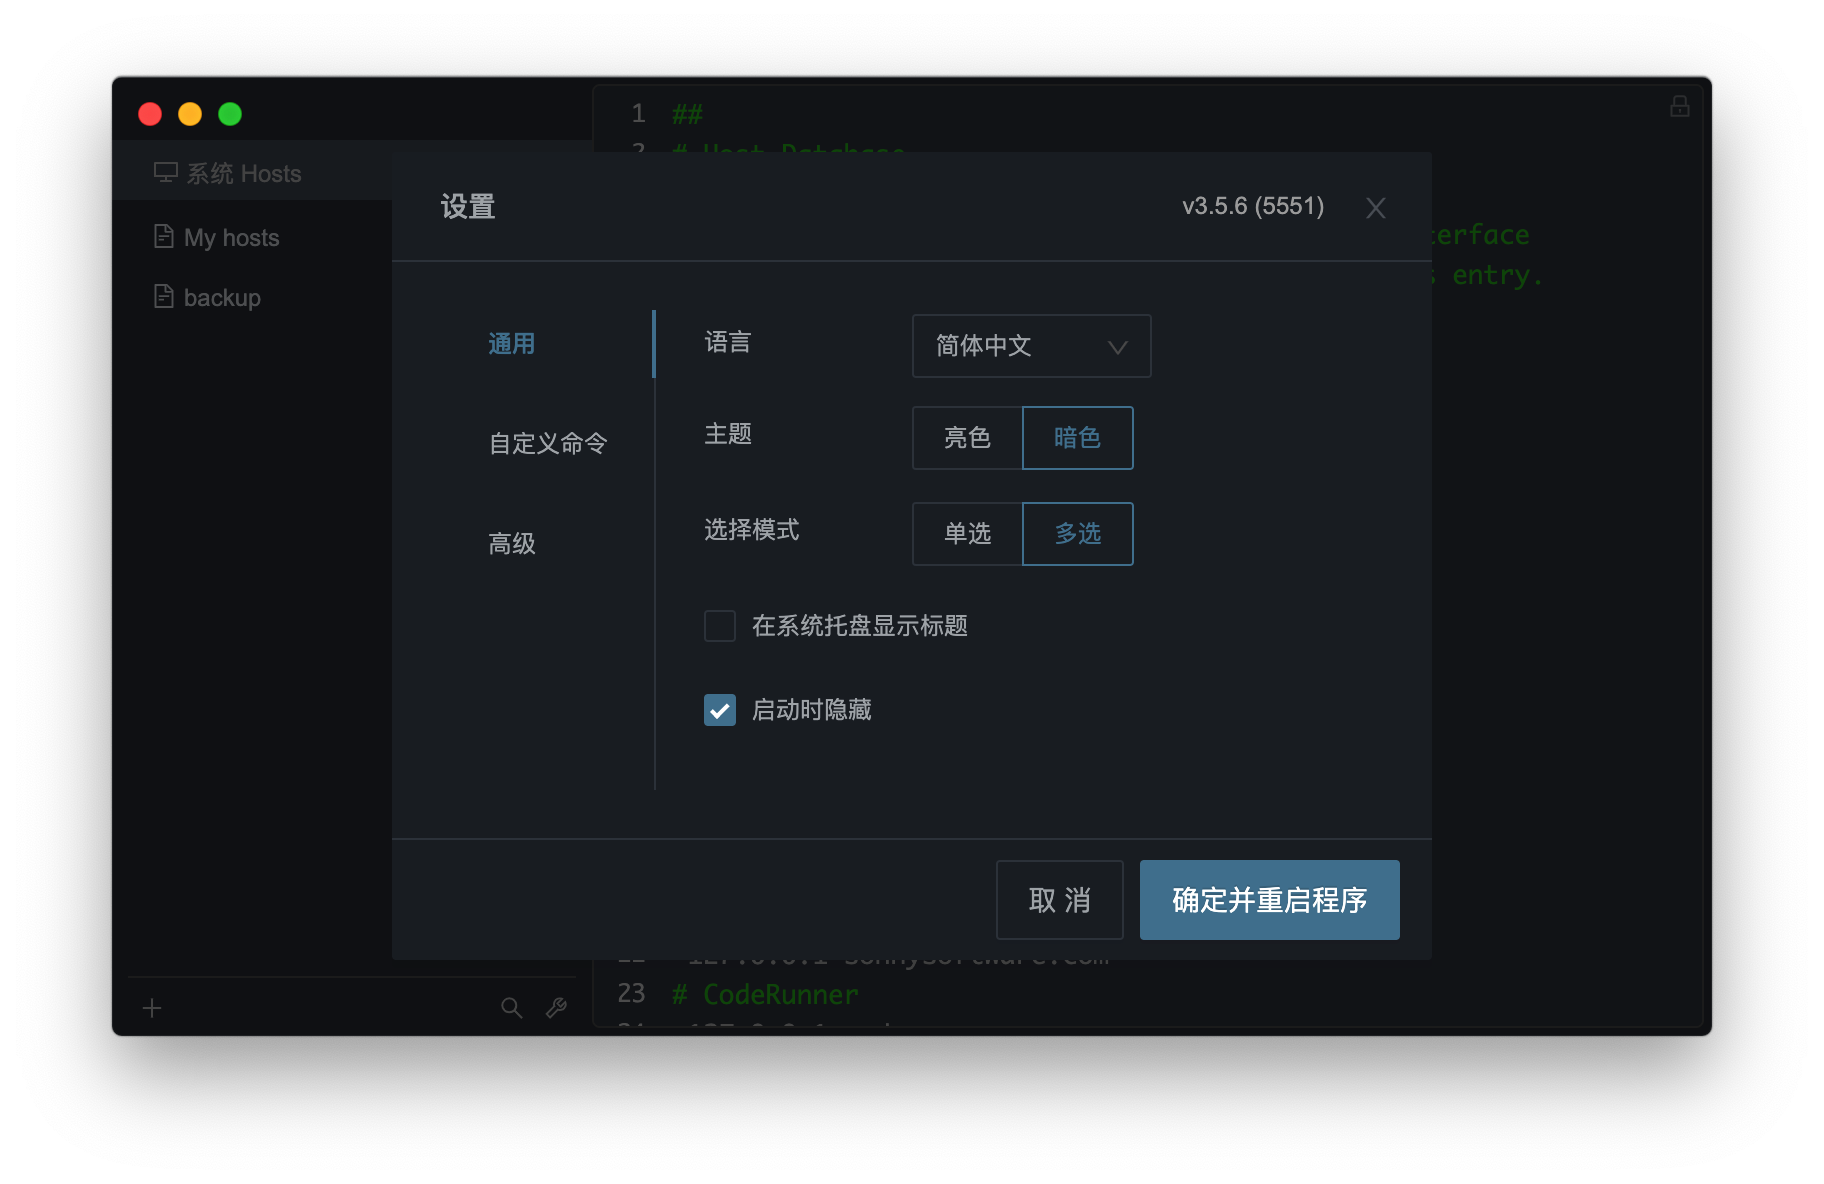 1 ##
系统 Hosts
My hosts
backup
设置
v3.5.6 (5551)
terface
s entry.
通用
自定义命令
高级
语言
简体中文
主题
亮色 暗色
选择模式
单选 多选
在系统托盘显示标题
启动时隐藏
取 消
确定并重启程序
23 # CodeRunner